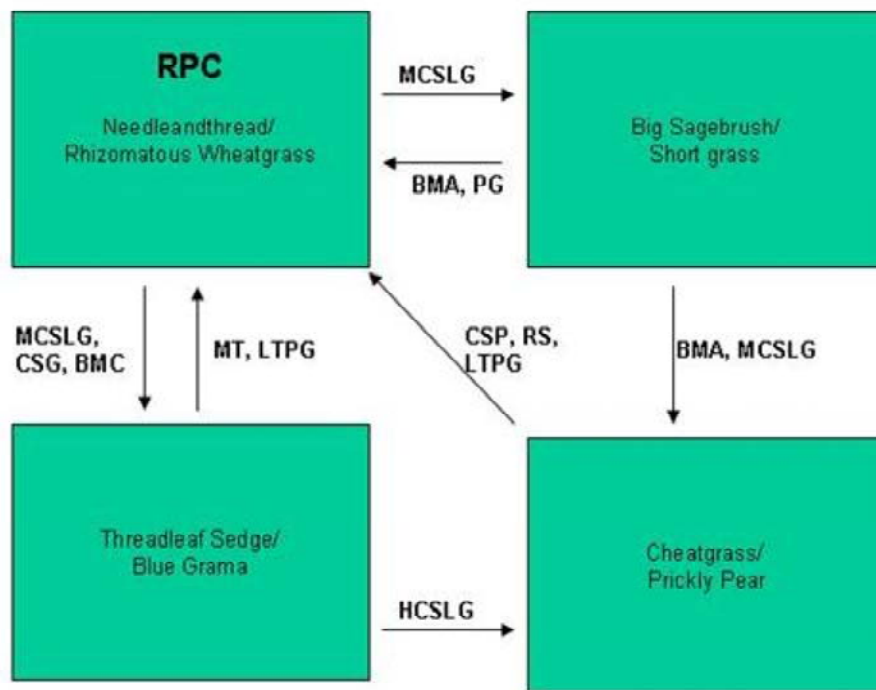 RPC
Needleandthread/
Rhizomatous Wheatgrass
MCSLG
Big Sagebrush/
Short grass
BMA, PG
MCSLG,
CSG, BMC
MT, LTPG
CSP, RS,
LTPG
BMA, MCSLG
Threadleaf Sedge/
Blue Grama
HCSLG
Cheatgrass/
Prickly Pear